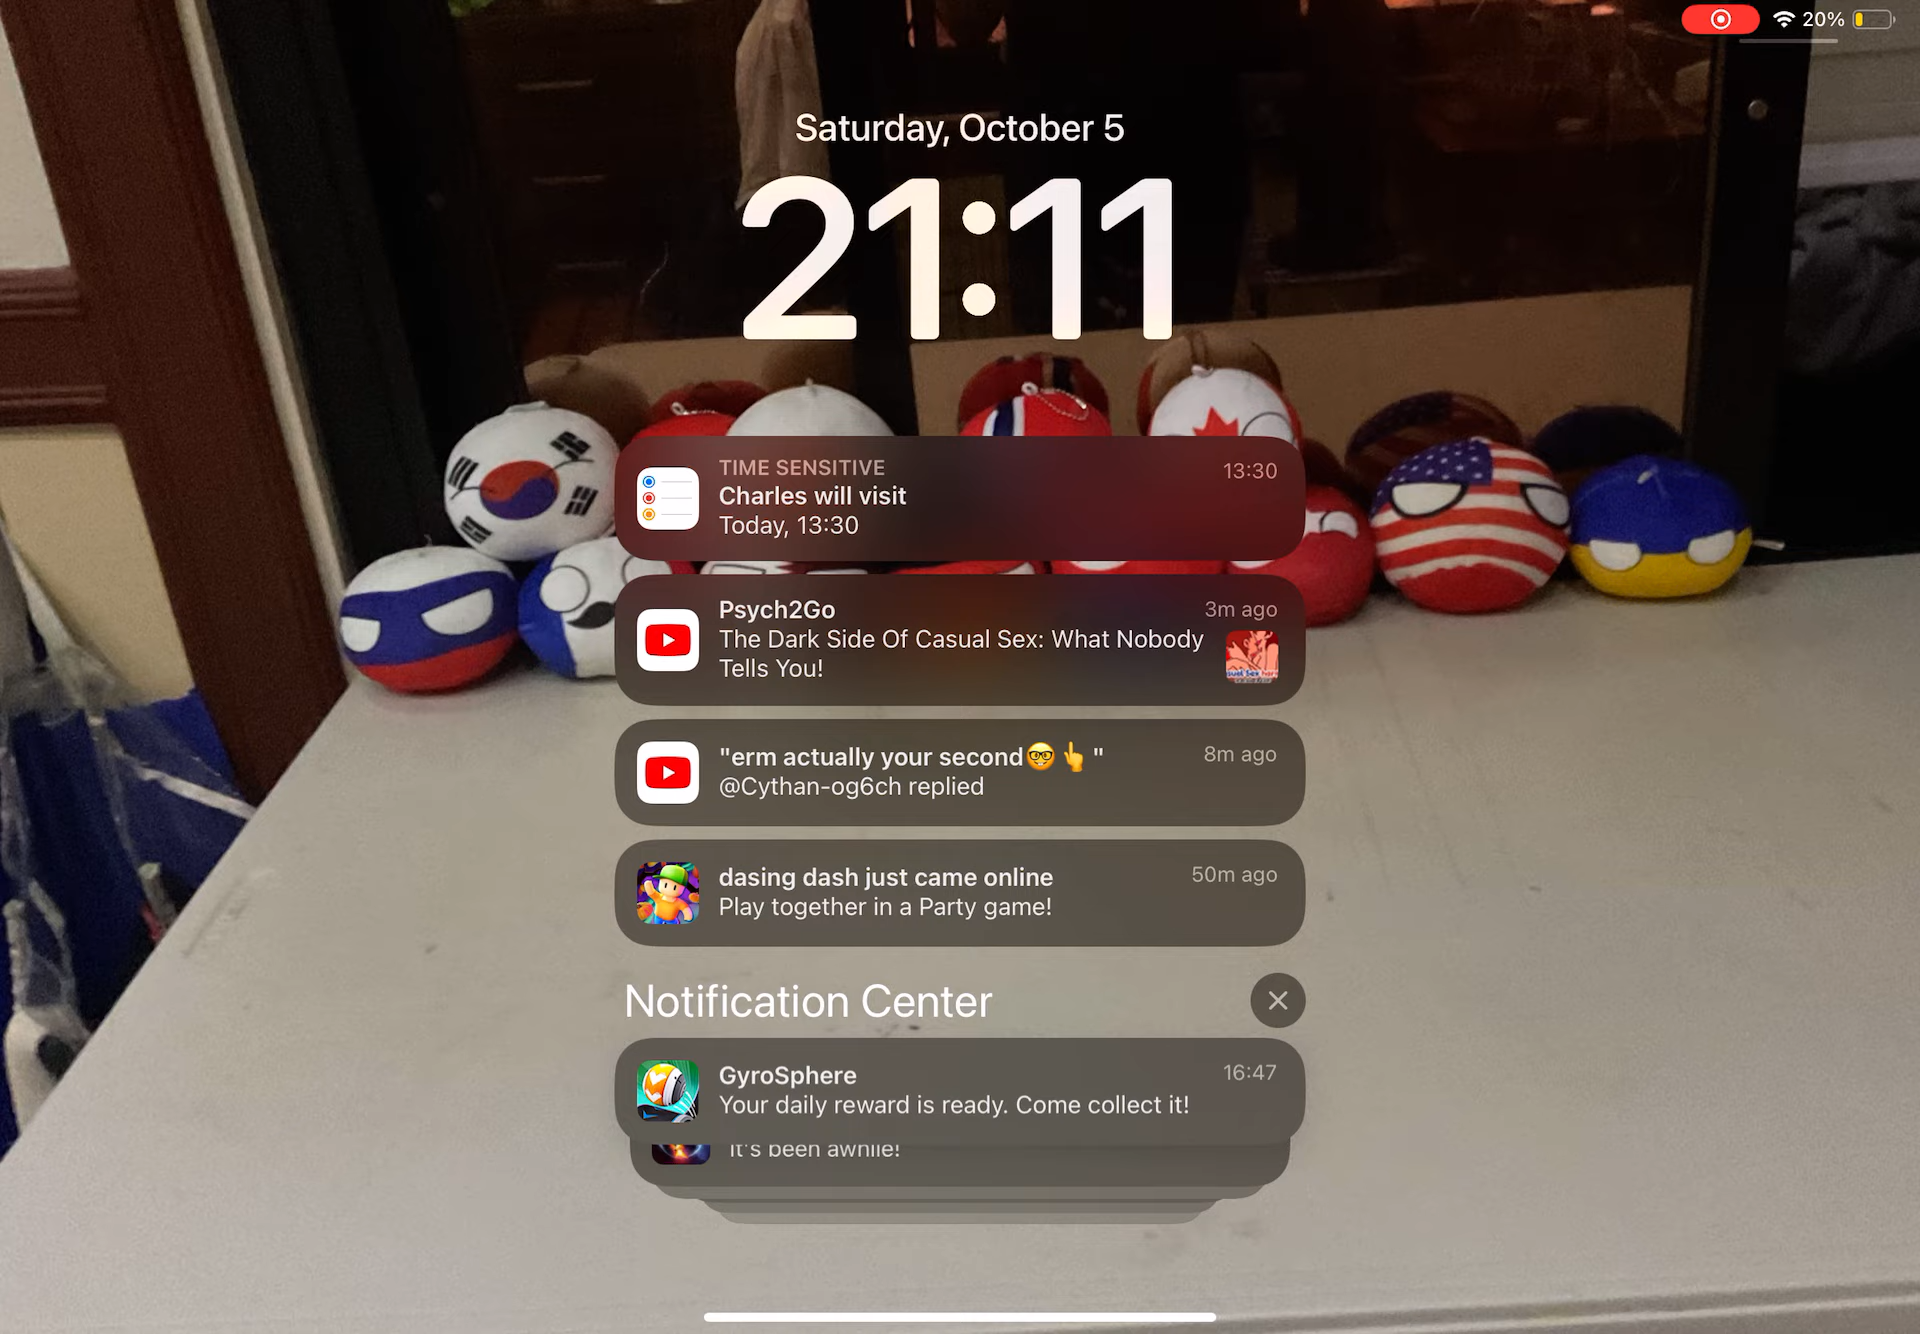 20%
Saturday, October 5
21:11
TIME SENSITIVE
13:30
Charles will visit
Today, 13:30
Psych2Go
3m ago
The Dark Side Of Casual Sex: What Nobody
Tells You!
"erm actually your second🤓👆"
8m ago
@Cythan-og6ch replied
dasing dash just came online
50m ago
Play together in a Party game!
Notification Center
GyroSphere
16:47
Your daily reward is ready. Come collect it!
It's been awhile!